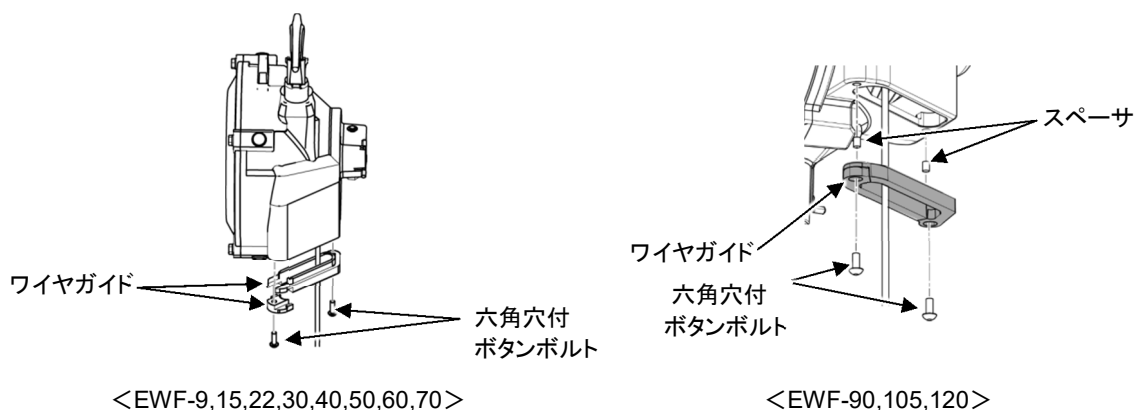 ワイヤガイド
六角穴付
ボタンボルト
＜EWF-9,15,22,30,40,50,60,70＞
スペーサ
ワイヤガイド
六角穴付
ボタンボルト
＜EWF-90,105,120＞